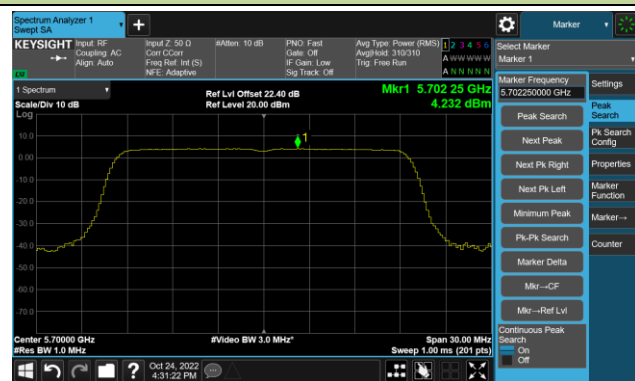 Spectrum Analyzer 1
Swept SA
+
Marker
KEYSIGHT
Input: RF
Coupling: AC
Align: Auto
Input Z: 50 Ω
Corr CCorr
Freq Ref: Int (S)
NFE: Adaptive
#Atten: 10 dB
PNO: Fast
Gate: Off
IF Gain: Low
Sig Track: Off
Avg Type: Power (RMS)
Avg|Hold: 310/310
Trig: Free Run
1 2 3 4 5 6
A W W W W W
A N N N N N
Select Marker
Marker 1
1 Spectrum
Scale/Div 10 dB
Log
Ref Lvl Offset 22.40 dB
Ref Level 20.00 dBm
Mkr1 5.702 25 GHz
4.232 dBm
10.0
0.00
-10.0
-20.0
-30.0
-40.0
-50.0
-60.0
-70.0
1
Center 5.70000 GHz
#Res BW 1.0 MHz
#Video BW 3.0 MHz*
Span 30.00 MHz
Sweep 1.00 ms (201 pts)
Marker Frequency
5.702250000 GHz
Peak Search
Next Peak
Next Pk Right
Next Pk Left
Minimum Peak
Pk-Pk Search
Marker Delta
Mkr→CF
Mkr→Ref Lvl
Continuous Peak
Search
On
Off
Settings
Peak
Search
Pk Search
Config
Properties
Marker
Function
Marker→
Counter
?
Oct 24, 2022
4:31:22 PM